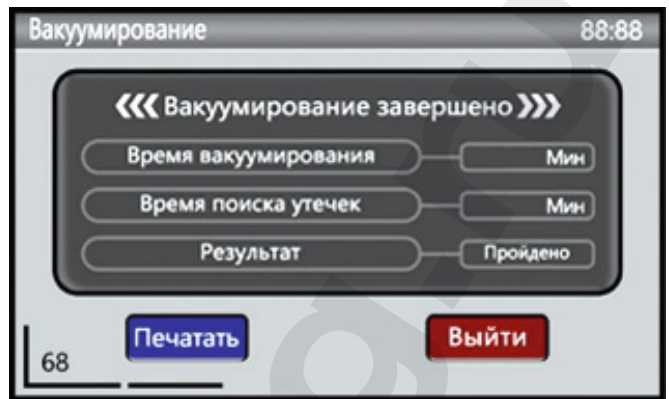 Вакуумирование 88:88
Вакуумирование завершено
Время вакуумирования Мин
Время поиска утечек Мин
Результат Пройдено
Печатать Выйти
68